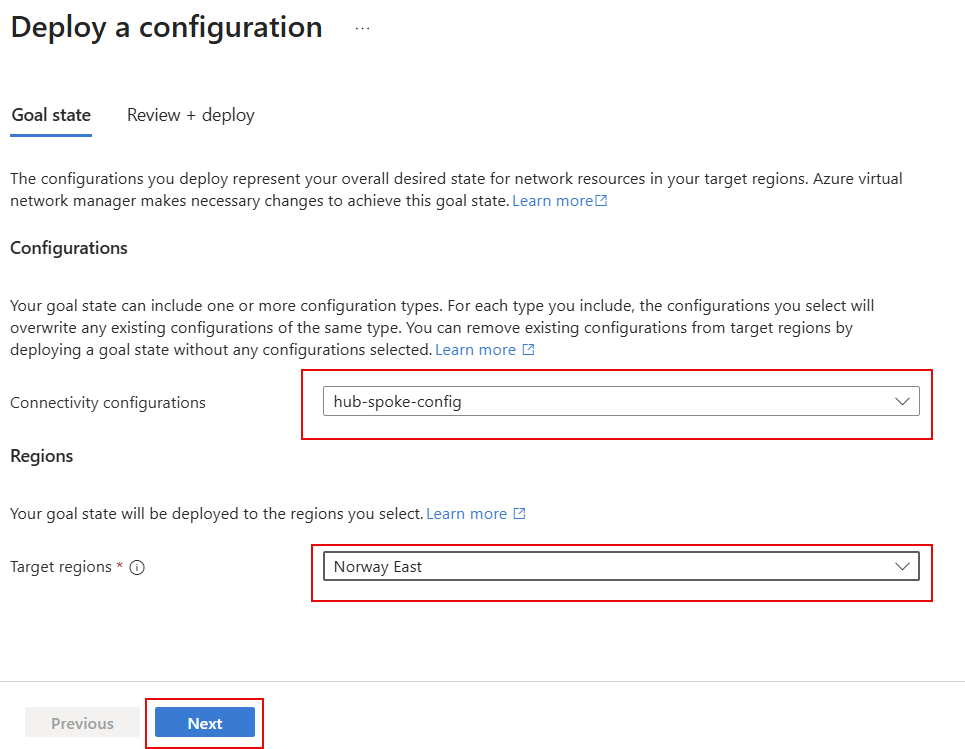 Deploy a configuration ...
Goal state Review + deploy
The configurations you deploy represent your overall desired state for network resources in your target regions. Azure virtual
network manager makes necessary changes to achieve this goal state. Learn more
Configurations
Your goal state can include one or more configuration types. For each type you include, the configurations you select will
overwrite any existing configurations of the same type. You can remove existing configurations from target regions by
deploying a goal state without any configurations selected. Learn more
Connectivity configurations hub-spoke-config
Regions
Your goal state will be deployed to the regions you select. Learn more
Target regions * Norway East
Previous Next